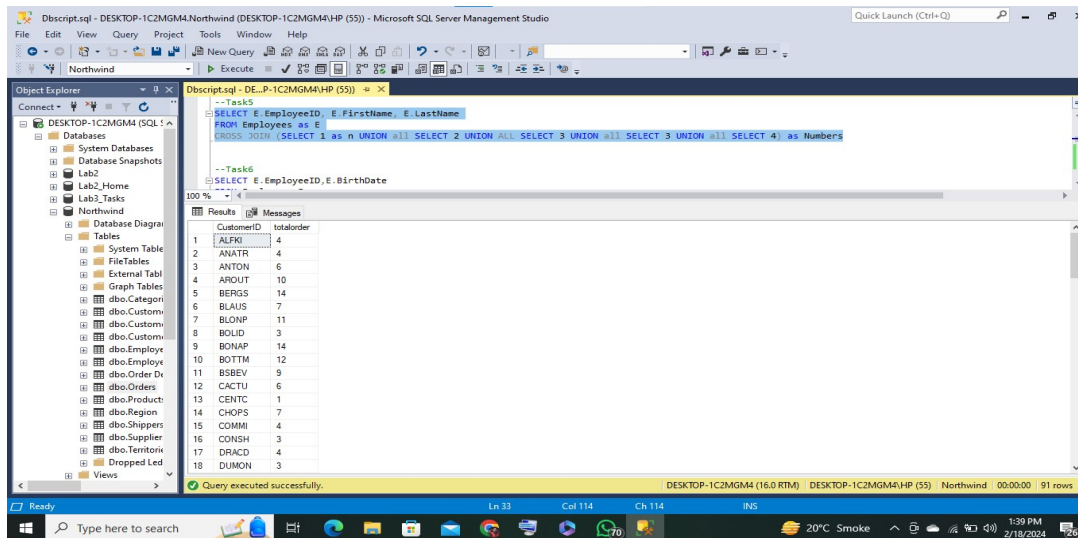 Dbscript.sql - DESKTOP-1C2MGM4.Northwind (DESKTOP-1C2MGM4\HP (55)) - Microsoft SQL Server Management Studio
Quick Launch (Ctrl+Q)
File Edit View Query Project Tools Window Help
New Query
Northwind
Execute
Object Explorer
Dbscript.sql - DE...P-1C2MGM4\HP (55))
Connect
DESKTOP-1C2MGM4 (SQL S
Databases
System Databases
Database Snapshots
Lab2
Lab2_Home
Lab3_Tasks
Northwind
Database Diagra
Tables
System Table
FileTables
External Tabl
Graph Tables
dbo.Categori
dbo.Custom
dbo.Custom
dbo.Custom
dbo.Employe
dbo.Employe
dbo.Order De
dbo.Orders
dbo.Product
dbo.Region
dbo.Shippers
dbo.Supplier
dbo.Territorie
Dropped Led
Views
--Task5
SELECT E.EmployeeID, E.FirstName, E.LastName
FROM Employees as E
CROSS JOIN (SELECT 1 as n UNION all SELECT 2 UNION ALL SELECT 3 UNION all SELECT 3 UNION all SELECT 4) as Numbers
--Task6
SELECT E.EmployeeID,E.BirthDate
100 %
Results Messages
CustomerID totalorder
1 ALFKI 4
2 ANATR 4
3 ANTON 6
4 AROUT 10
5 BERGS 14
6 BLAUS 7
7 BLONP 11
8 BOLID 3
9 BONAP 14
10 BOTTM 12
11 BSBEV 9
12 CACTU 6
13 CENTC 1
14 CHOPS 7
15 COMMI 4
16 CONSH 3
17 DRACD 4
18 DUMON 3
Query executed successfully.
DESKTOP-1C2MGM4 (16.0 RTM) DESKTOP-1C2MGM4\HP (55) Northwind 00:00:00 91 rows
Ready Ln 33 Col 114 Ch 114 INS
Type here to search
70
20°C Smoke
1:39 PM
2/18/2024
26